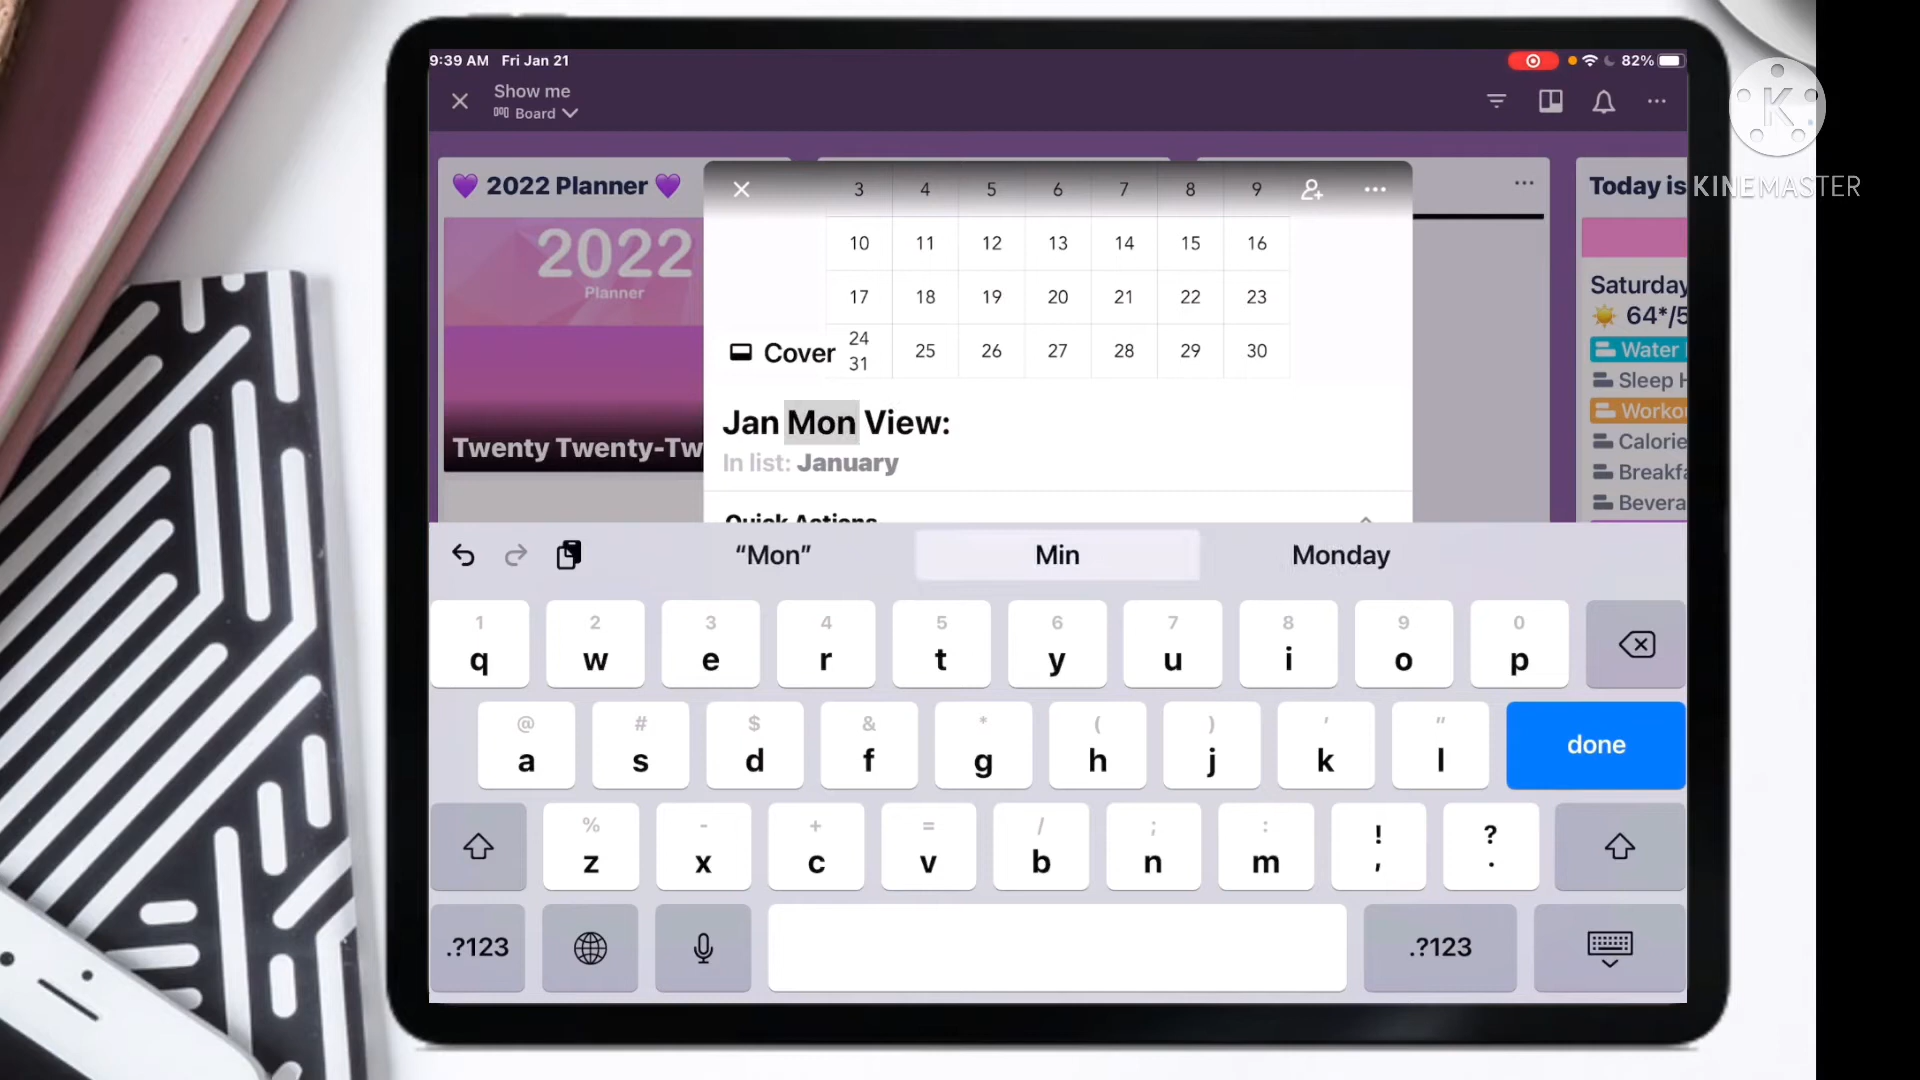 9:39 AM Fri Jan 21
82%
Show me
Board
2022 Planner
2022
Planner
Twenty Twenty-Tw
3 4 5 6 7 8 9
10 11 12 13 14 15 16
17 18 19 20 21 22 23
24 25 26 27 28 29 30
31
Cover
Jan Mon View:
In list: January
Quick Actions
Today is
Saturday
64*/5
Water
Sleep H
Worko
Calorie
Breakfa
Bevera
K
KINEMASTER
"Mon" Min Monday
1 2 3 4 5 6 7 8 9 0
q w e r t y u i o p
@ # $ & * ( ) ' "
a s d f g h j k l done
% - + = / ; : ! ?
z x c v b n m , .
.?123 .?123